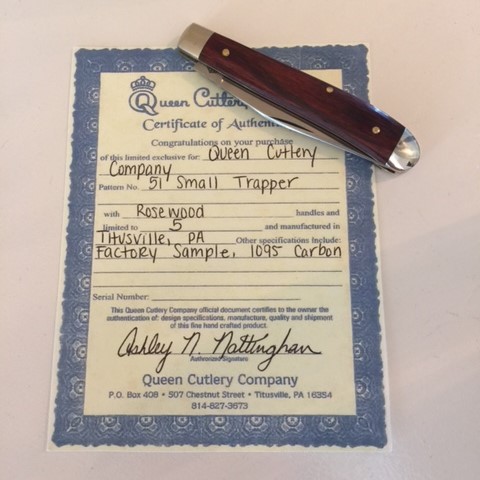 Queen Cutlery
Certificate of
Congratulations on your purchase
of this limited exclusive for: Queen Cutlery
Company
Pattern No. 51 Small Trapper
with Rosewood handles and
limited to 5 and manufactured in
Titusville, PA Other specifications include:
Factory Sample, 1095 Carbon
Serial Number:
This Queen Cutlery Company official document certifies to the owner the
authentication of: design specifications, manufacture, quality and shipment
of this fine hand crafted product.
Ashley N. Nottingham
Authorized Signature
Queen Cutlery Company
P.O. Box 408 • 507 Chestnut Street • Titusville, PA 16354
814-827-3673